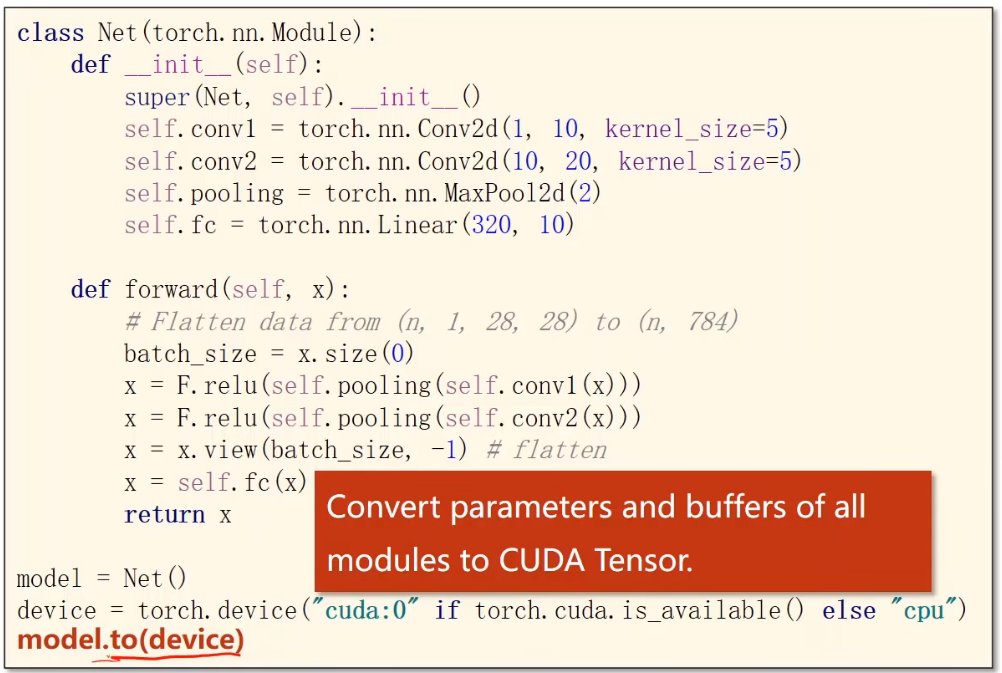 class Net(torch.nn.Module):
    def __init__(self):
        super(Net, self).__init__()
        self.conv1 = torch.nn.Conv2d(1, 10, kernel_size=5)
        self.conv2 = torch.nn.Conv2d(10, 20, kernel_size=5)
        self.pooling = torch.nn.MaxPool2d(2)
        self.fc = torch.nn.Linear(320, 10)

    def forward(self, x):
        # Flatten data from (n, 1, 28, 28) to (n, 784)
        batch_size = x.size(0)
        x = F.relu(self.pooling(self.conv1(x)))
        x = F.relu(self.pooling(self.conv2(x)))
        x = x.view(batch_size, -1) # flatten
        x = self.fc(x)
        return x
Convert parameters and buffers of all
modules to CUDA Tensor.
model = Net()
device = torch.device("cuda:0" if torch.cuda.is_available() else "cpu")
model.to(device)